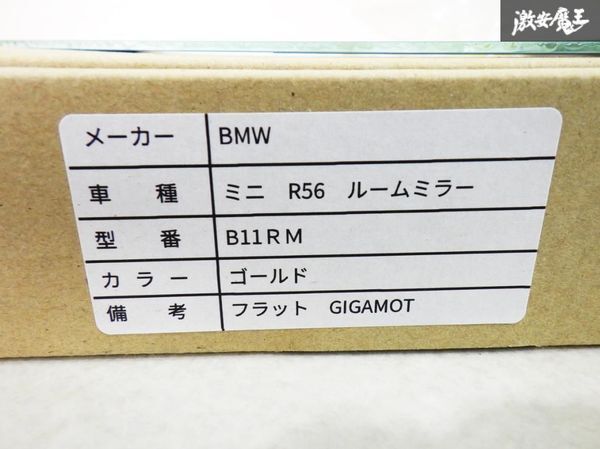 激安魔王
メーカー BMW
車 種 ミニ R56 ルームミラー
型 番 B11RM
カラー ゴールド
備 考 フラット GIGAMOT